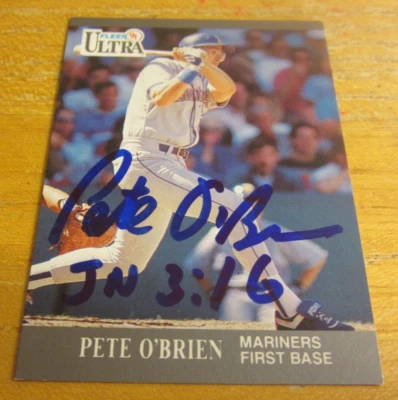 FLEER 91
ULTRA
Pete O'Brien
JN 3:16
PETE O'BRIEN MARINERS
FIRST BASE